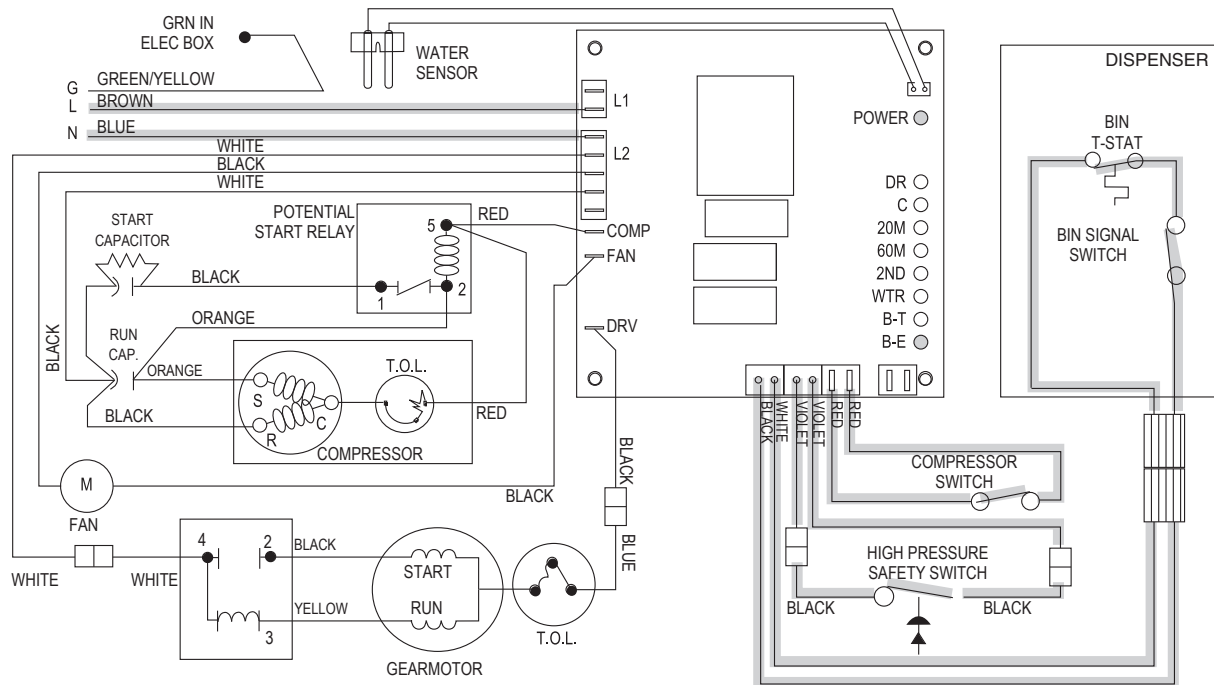 GRN IN
ELEC BOX
WATER
SENSOR
DISPENSER
G
GREEN/YELLOW
L
BROWN
L1
POWER
BIN
T-STAT
N
BLUE
WHITE
L2
BLACK
WHITE
DR
C
20M
60M
2ND
WTR
B-T
B-E
BIN SIGNAL
SWITCH
POTENTIAL
START RELAY
5
RED
COMP
FAN
START
CAPACITOR
BLACK
1
2
ORANGE
DRV
BLACK
RUN
CAP.
ORANGE
T.O.L.
S
C
R
RED
BLACK
COMPRESSOR
BLACK
WHITE
VIOLET
VIOLET
RED
RED
COMPRESSOR
SWITCH
M
FAN
BLACK
BLACK
BLUE
HIGH PRESSURE
SAFETY SWITCH
BLACK
BLACK
WHITE
WHITE
4
2
BLACK
START
YELLOW
RUN
3
T.O.L.
GEARMOTOR